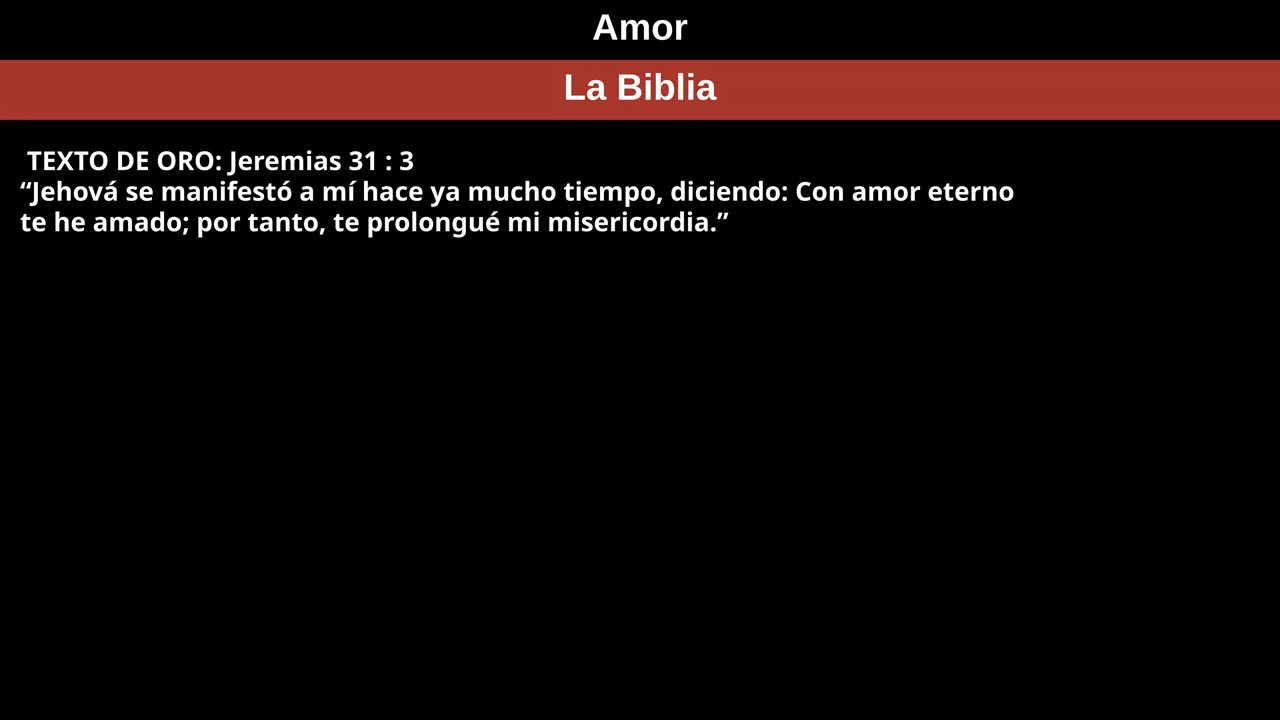 Amor
La Biblia
TEXTO DE ORO: Jeremias 31 : 3
“Jehová se manifestó a mí hace ya mucho tiempo, diciendo: Con amor eterno
te he amado; por tanto, te prolongué mi misericordia.”